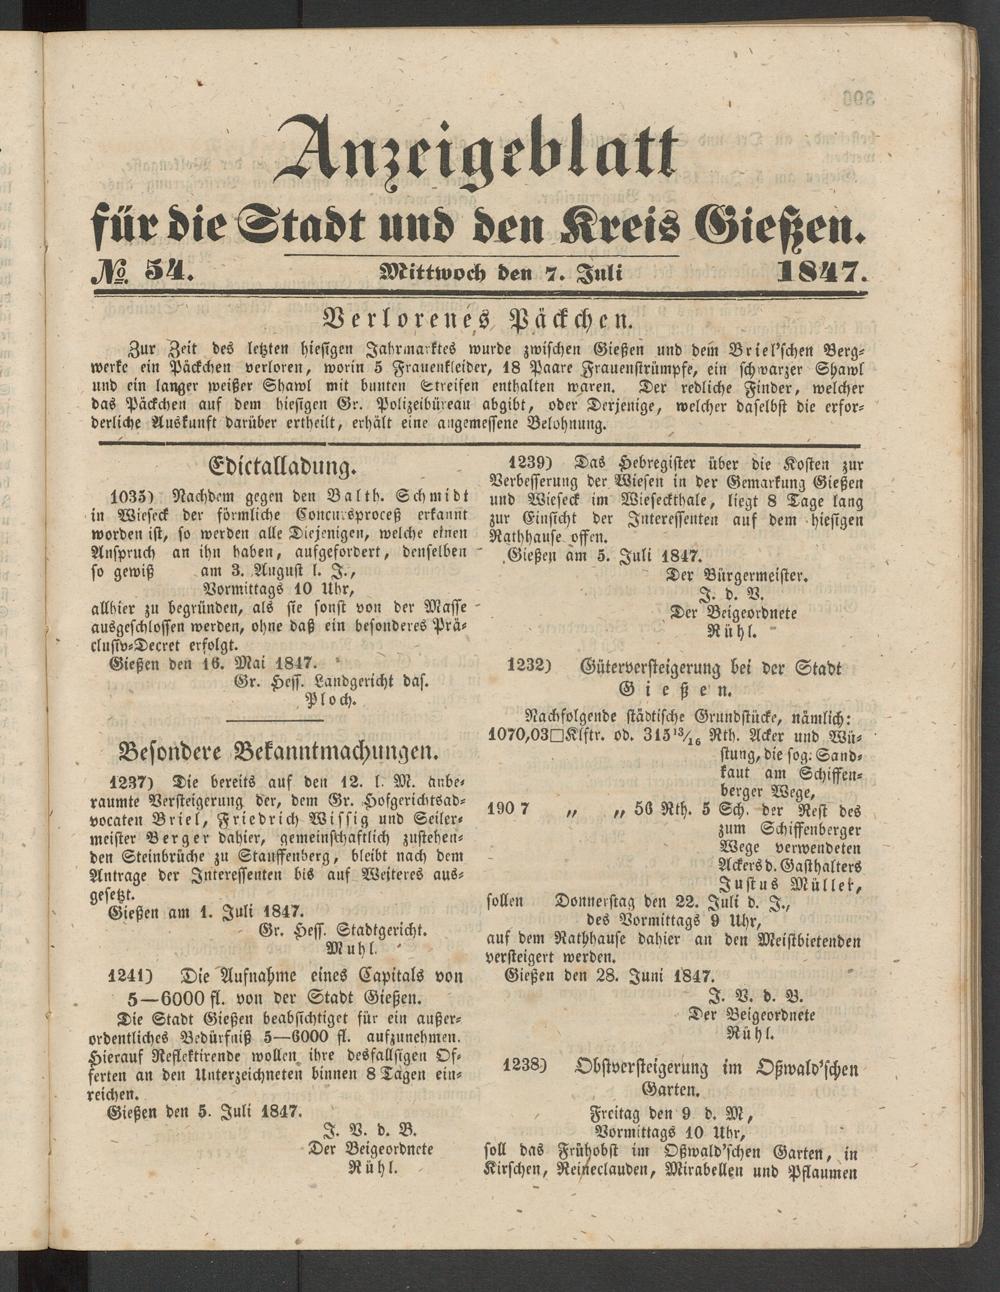 Anzeigeblatt
für die Stadt und den Kreis Gießen.
No. 54.
Mittwoch den 7. Juli
1847.
Verlorenes Päckchen.
Zur Zeit des letzten hiesigen Jahrmarktes wurde zwischen Gießen und dem Briel'schen Berg-
werke ein Päckchen verloren, worin 5 Frauenkleider, 18 Paare Frauenstrümpfe, ein schwarzer Shawl
und ein langer weißer Shawl mit bunten Streifen enthalten waren. Der redliche Finder, welcher
das Päckchen auf dem hiesigen Gr. Polizeibüreau abgibt, oder Derjenige, welcher daselbst die erfor-
derliche Auskunft darüber ertheilt, erhält eine angemessene Belohnung.
Edictalladung.
1035) Nachdem gegen den Balth. Schmidt
in Wieseck der förmliche Concursproceß erkannt
worden ist, so werden alle Diejenigen, welche einen
Anspruch an ihn haben, aufgefordert, denselben
so gewiß am 3. August l. J.,
Vormittags 10 Uhr,
allhier zu begründen, als sie sonst von der Masse
ausgeschlossen werden, ohne daß ein besonderes Prä-
clusiv-Decret erfolgt.
Gießen den 16. Mai 1847.
Gr. Hess. Landgericht das.
Ploch.
Besondere Bekanntmachungen.
1237) Die bereits auf den 12. l. M. anbe-
raumte Versteigerung der, dem Gr. Hofgerichtsad-
vocaten Briel, Friedrich Wissig und Seiler-
meister Berger dahier, gemeinschaftlich zustehen-
den Steinbrüche zu Stauffenberg, bleibt nach dem
Antrage der Interessenten bis auf Weiteres aus-
gesetzt.
Gießen am 1. Juli 1847.
Gr. Hess. Stadtgericht.
Muhl.
1241) Die Aufnahme eines Capitals von
5—6000 fl. von der Stadt Gießen.
Die Stadt Gießen beabsichtiget für ein außer-
ordentliches Bedürfniß 5—6000 fl. aufzunehmen.
Hierauf Reflektirende wollen ihre desfallsigen Of-
ferten an den Unterzeichneten binnen 8 Tagen ein-
reichen.
Gießen den 5. Juli 1847.
J. V. d. B.
Der Beigeordnete
Rühl.
1239) Das Hebregister über die Kosten zur
Verbesserung der Wiesen in der Gemarkung Gießen
und Wieseck im Wieseckthale, liegt 8 Tage lang
zur Einsicht der Interessenten auf dem hiesigen
Rathhause offen.
Gießen am 5. Juli 1847.
Der Bürgermeister.
J. d. V.
Der Beigeordnete
Rühl.
1232) Güterversteigerung bei der Stadt
Gießen.
Nachfolgende städtische Grundstücke, nämlich:
1070,03□Klftr. od. 315 13/16 Rth. Acker und Wü-
stung, die sog. Sand-
kaut am Schiffen-
berger Wege,
190 7 „ „ 56 Rth. 5 Sch. der Rest des
zum Schiffenberger
Wege verwendeten
Ackers d. Gasthalters
Justus Müller,
sollen Donnerstag den 22. Juli d. J.,
des Vormittags 9 Uhr,
auf dem Rathhause dahier an den Meistbietenden
versteigert werden.
Gießen den 28. Juni 1847.
J. V. d. B.
Der Beigeordnete
Rühl.
1238) Obstversteigerung im Oßwald'schen
Garten.
Freitag den 9 d. M,
Vormittags 10 Uhr,
soll das Frühobst im Oßwald'schen Garten, in
Kirschen, Reineclauden, Mirabellen und Pflaumen